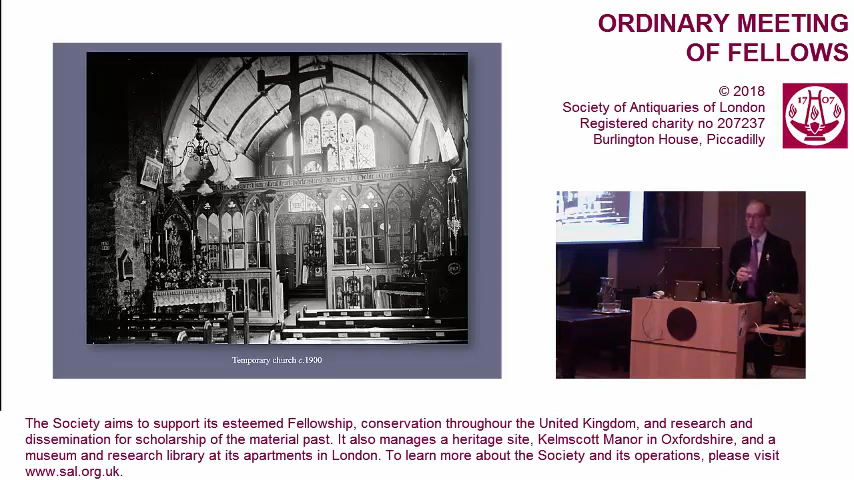 ORDINARY MEETING
OF FELLOWS
© 2018
Society of Antiquaries of London
Registered charity no 207237
Burlington House, Piccadilly
1707
Temporary church c.1900
The Society aims to support its esteemed Fellowship, conservation throughour the United Kingdom, and research and
dissemination for scholarship of the material past. It also manages a heritage site, Kelmscott Manor in Oxfordshire, and a
museum and research library at its apartments in London. To learn more about the Society and its operations, please visit
www.sal.org.uk.